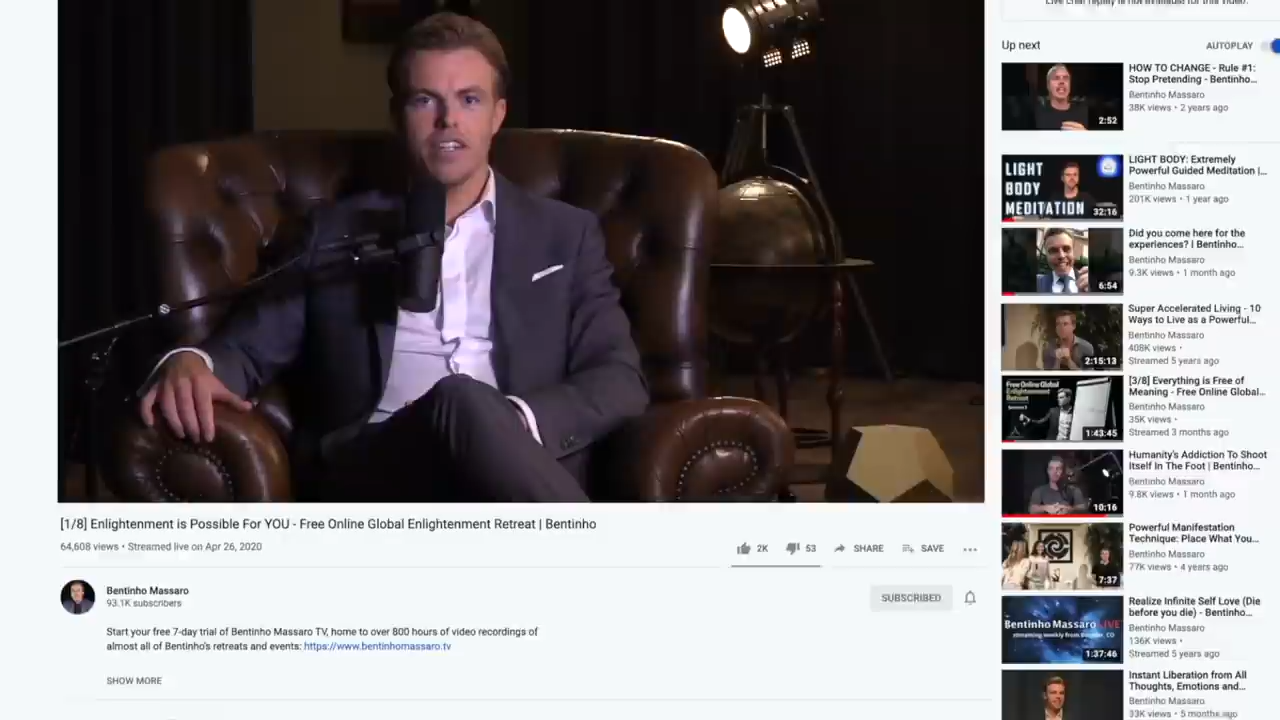 Live chat replay is not available for this video.
Up next
AUTOPLAY
HOW TO CHANGE - Rule #1:
Stop Pretending - Bentinho...
Bentinho Massaro
38K views • 2 years ago
2:52
LIGHT
BODY
MEDITATION
32:16
LIGHT BODY: Extremely
Powerful Guided Meditation |...
Bentinho Massaro
201K views • 1 year ago
Did you come here for the
experiences? | Bentinho...
Bentinho Massaro
9.3K views • 1 month ago
6:54
Super Accelerated Living - 10
Ways to Live as a Powerful...
Bentinho Massaro
408K views •
Streamed 5 years ago
2:15:13
Free Online Global
Enlightenment
Retreat
1:43:45
[3/8] Everything is Free of
Meaning - Free Online Global...
Bentinho Massaro
35K views •
Streamed 3 months ago
Humanity's Addiction To Shoot
Itself In The Foot | Bentinho...
Bentinho Massaro
9.8K views • 1 month ago
10:16
Powerful Manifestation
Technique: Place What You...
Bentinho Massaro
77K views • 4 years ago
7:37
Bentinho Massaro LIVE
streaming weekly from boulder, CO
1:37:46
Realize Infinite Self Love (Die
before you die) - Bentinho...
Bentinho Massaro
136K views •
Streamed 5 years ago
Instant Liberation from All
Thoughts, Emotions and...
Bentinho Massaro
33K views • 5 months ago
[1/8] Enlightenment is Possible For YOU - Free Online Global Enlightenment Retreat | Bentinho
64,608 views • Streamed live on Apr 26, 2020
2K
53
SHARE
SAVE
Bentinho Massaro
93.1K subscribers
SUBSCRIBED
Start your free 7-day trial of Bentinho Massaro TV, home to over 800 hours of video recordings of
almost all of Bentinho's retreats and events: https://www.bentinhomassaro.tv
SHOW MORE